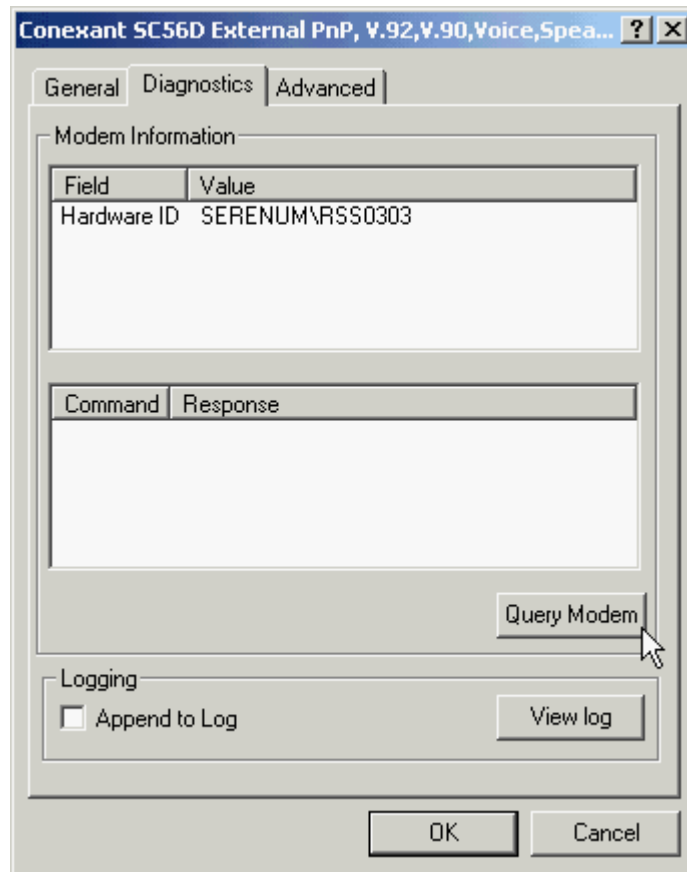 Conexant SC56D External PnP, V.92,V.90,Voice,Spea...
General Diagnostics Advanced
Modem Information
Field Value
Hardware ID SERENUM\RSS0303
Command Response
Query Modem
Logging
Append to Log
View log
OK Cancel